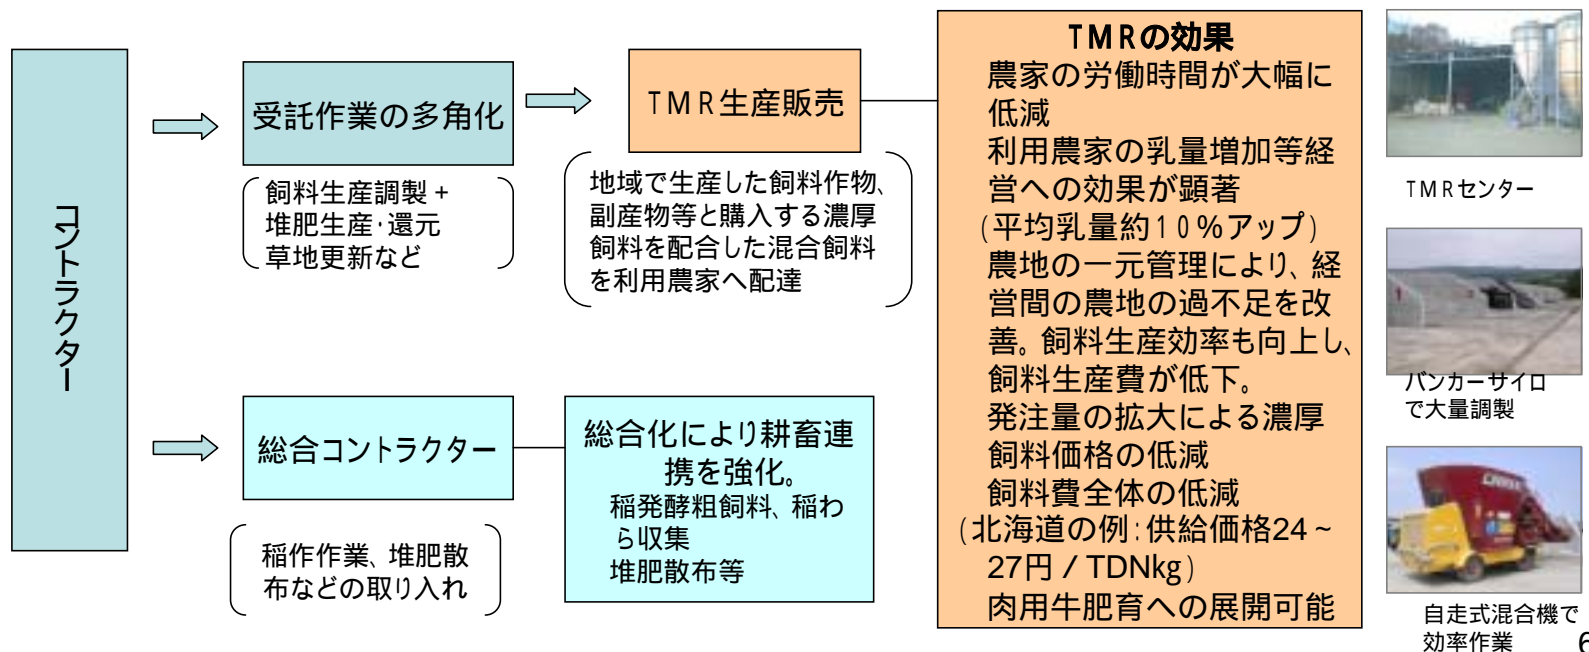 コントラクター
受託作業の多角化
飼料生産調製+
堆肥生産・還元
草地更新など
TMR生産販売
地域で生産した飼料作物、
副産物等と購入する濃厚
飼料を配合した混合飼料
を利用農家へ配達
総合コントラクター
稲作作業、堆肥散
布などの取り入れ
総合化により耕畜連
携を強化。
稲発酵粗飼料、稲わ
ら収集
堆肥散布等
TMRの効果
農家の労働時間が大幅に
低減
利用農家の乳量増加等経
営への効果が顕著
(平均乳量約10%アップ)
農地の一元管理により、経
営間の農地の過不足を改
善。飼料生産効率も向上し、
飼料生産費が低下。
発注量の拡大による濃厚
飼料価格の低減
飼料費全体の低減
(北海道の例:供給価格24~
27円/TDNkg)
肉用牛肥育への展開可能
TMRセンター
バンカーサイロ
で大量調製
自走式混合機で
効率作業
6